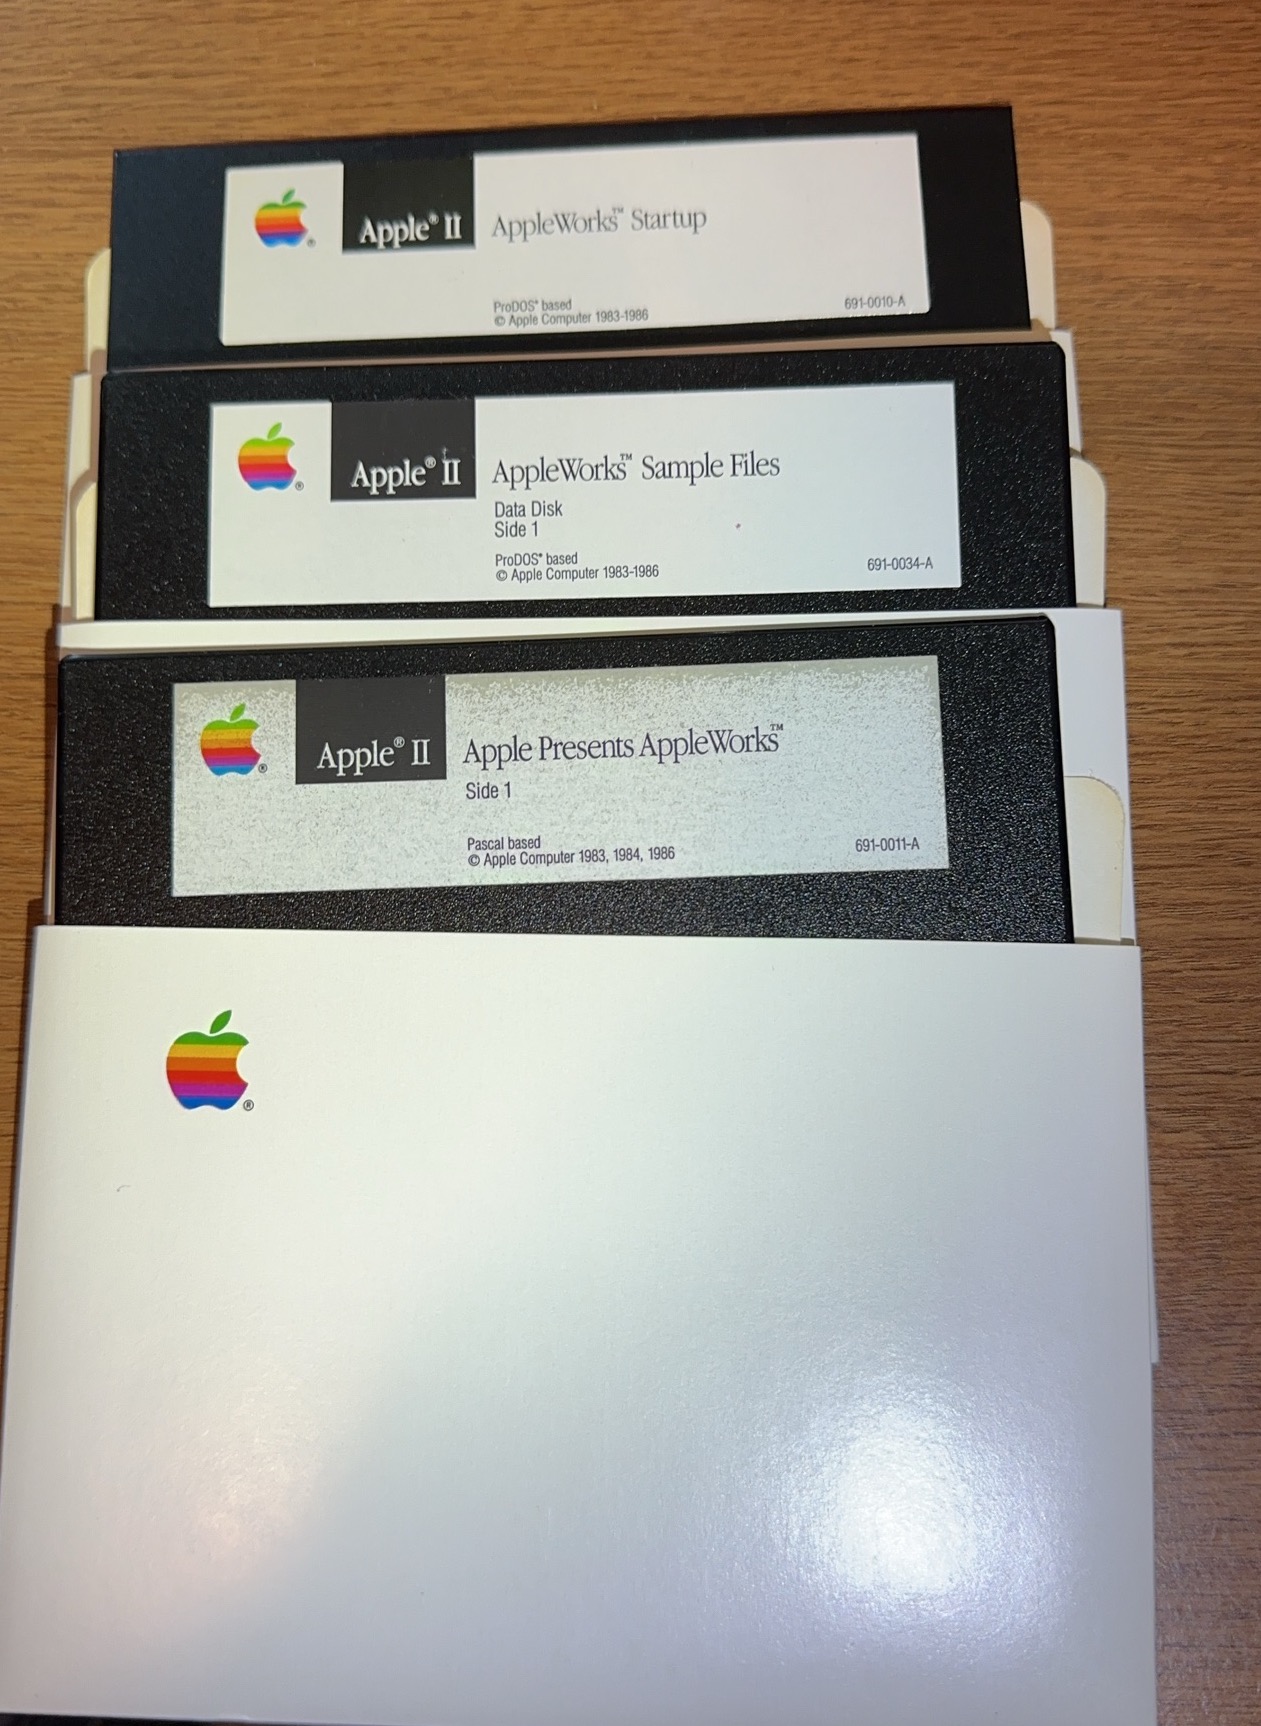 Apple® II AppleWorks™ Startup
ProDOS® based
© Apple Computer 1983-1986 691-0010-A
Apple® II AppleWorks™ Sample Files
Data Disk
Side 1
ProDOS® based
© Apple Computer 1983-1986 691-0034-A
Apple® II Apple Presents AppleWorks™
Side 1
Pascal based
© Apple Computer 1983, 1984, 1986 691-0011-A
®